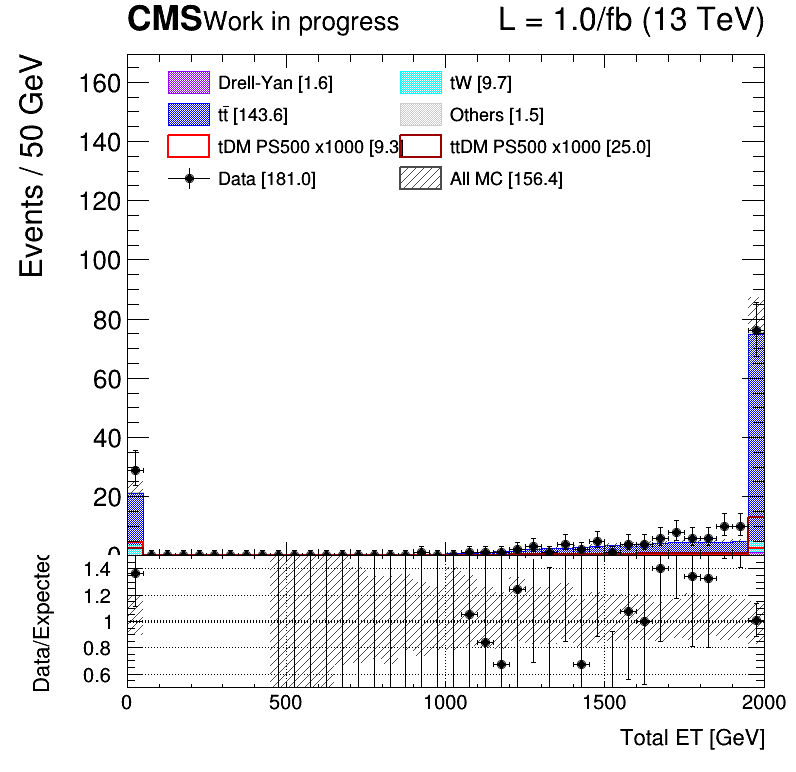 CMS Work in progress L = 1.0/fb (13 TeV)
Events / 50 GeV
160
140
120
100
80
60
40
20
0
Drell-Yan [1.6] tW [9.7]
tt̄ [143.6] Others [1.5]
tDM PS500 x1000 [9.3 ttDM PS500 x1000 [25.0]
Data [181.0] All MC [156.4]
Data/Expected
1.4
1.2
1
0.8
0.6
0 500 1000 1500 2000
Total ET [GeV]